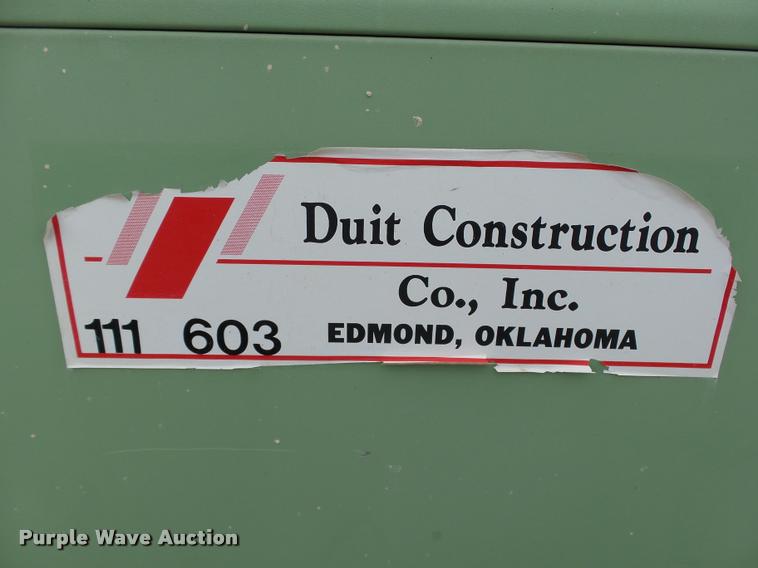 Duit Construction
Co., Inc.
111 603 EDMOND, OKLAHOMA
Purple Wave Auction